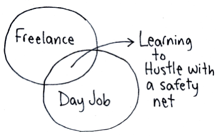 Freelance
Day Job
Learning
to
Hustle with
a safety
net